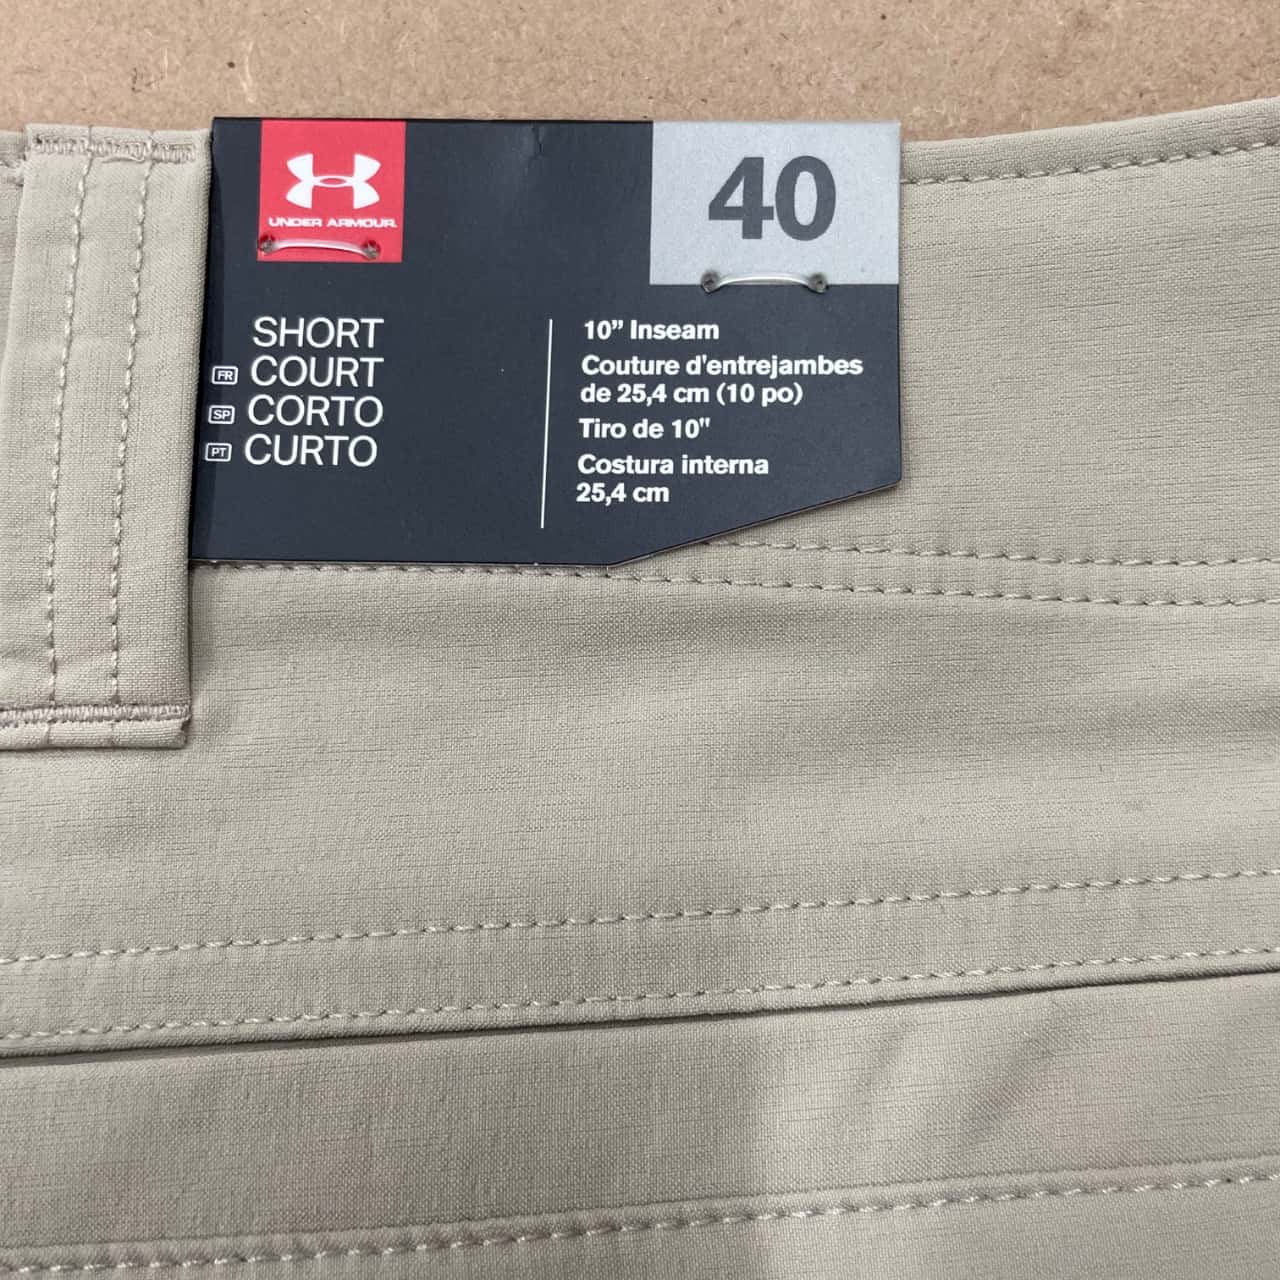 UNDER ARMOUR.
40
SHORT
FR COURT
SP CORTO
PT CURTO
10” Inseam
Couture d'entrejambes
de 25,4 cm (10 po)
Tiro de 10"
Costura interna
25,4 cm